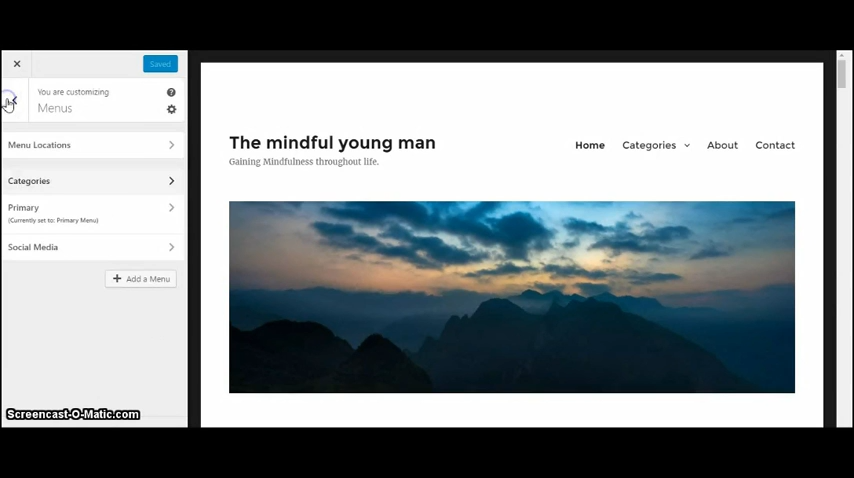 Saved
You are customizing
Menus
Menu Locations
Categories
Primary
(Currently set to: Primary Menu)
Social Media
Add a Menu
The mindful young man
Gaining Mindfulness throughout life.
Home Categories About Contact
Screencast-O-Matic.com